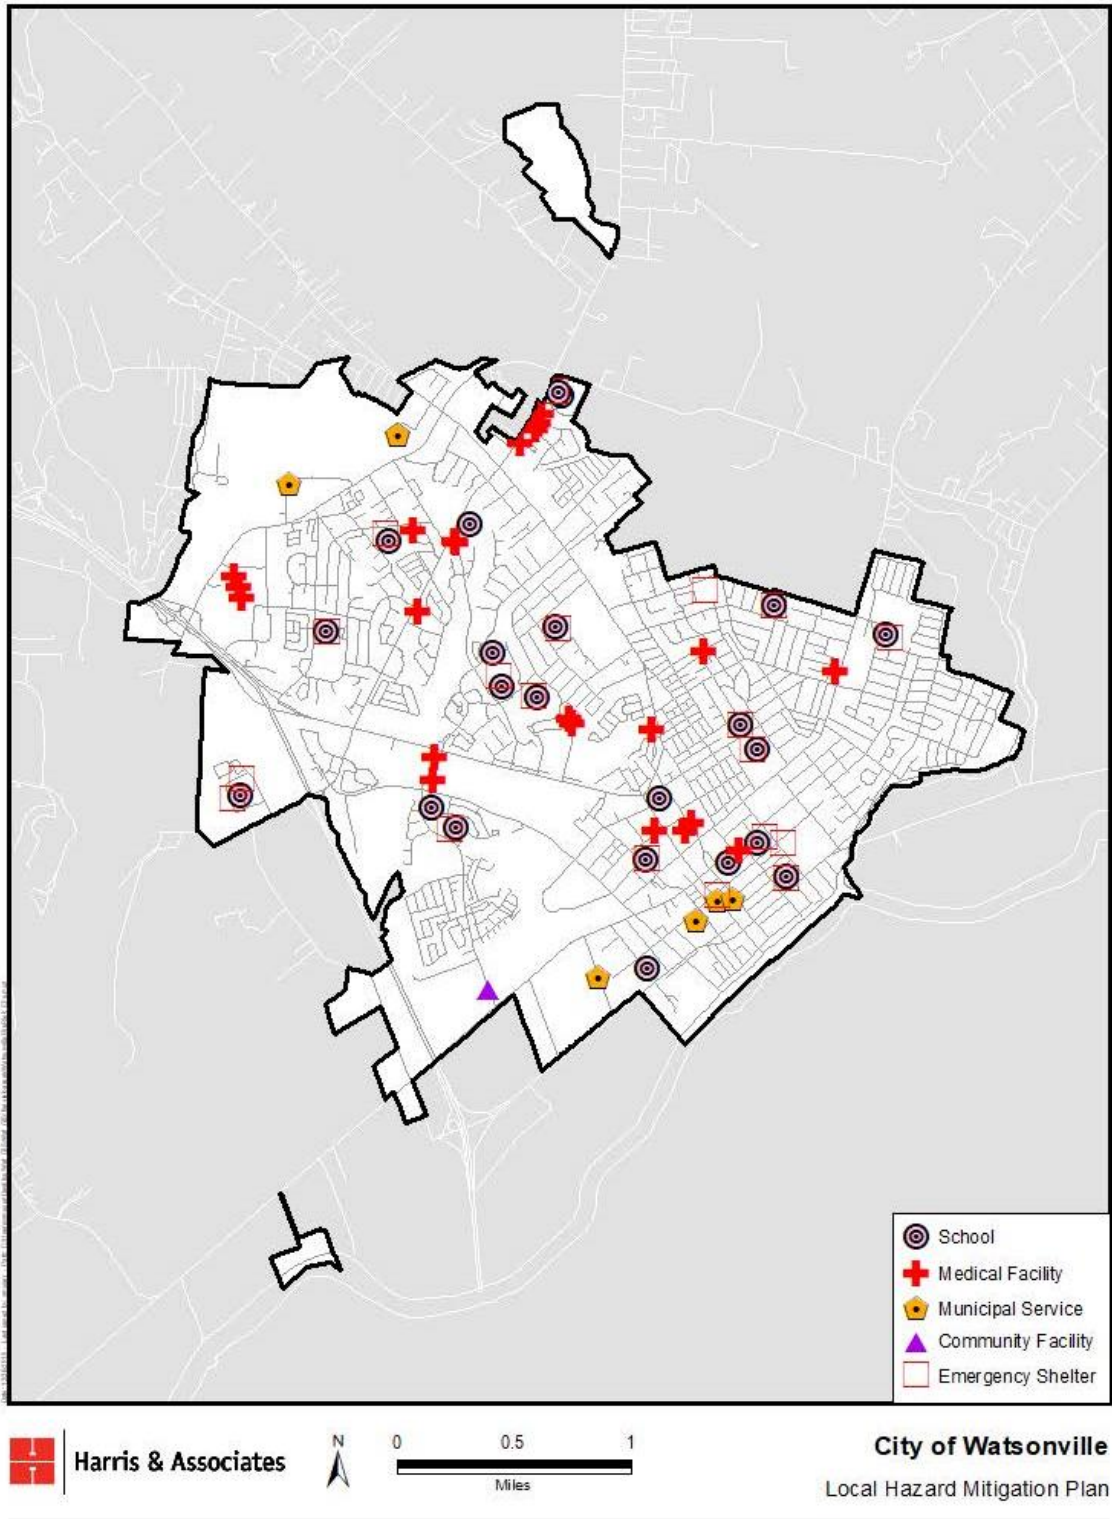 School
Medical Facility
Municipal Service
Community Facility
Emergency Shelter
Harris & Associates
N
0 0.5 1
Miles
City of Watsonville
Local Hazard Mitigation Plan